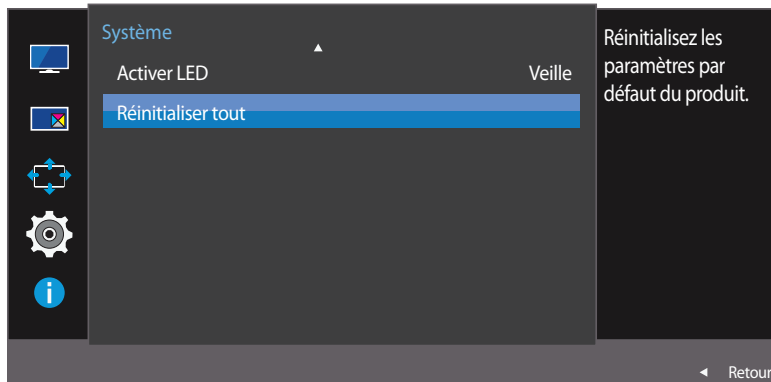 Système
Activer LED Veille
Réinitialiser tout
Réinitialisez les
paramètres par
défaut du produit.
Retour